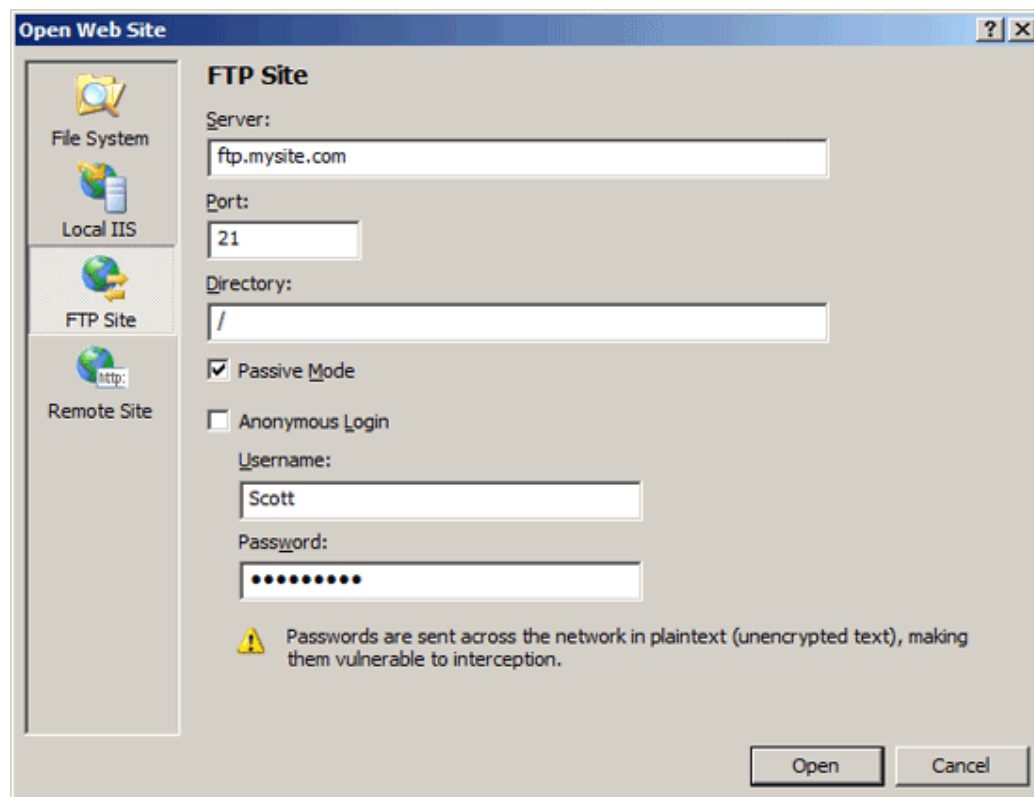 Open Web Site
File System
Local IIS
FTP Site
http:
Remote Site
FTP Site
Server:
ftp.mysite.com
Port:
21
Directory:
/
Passive Mode
Anonymous Login
Username:
Scott
Password:
•••••••••
Passwords are sent across the network in plaintext (unencrypted text), making
them vulnerable to interception.
Open
Cancel